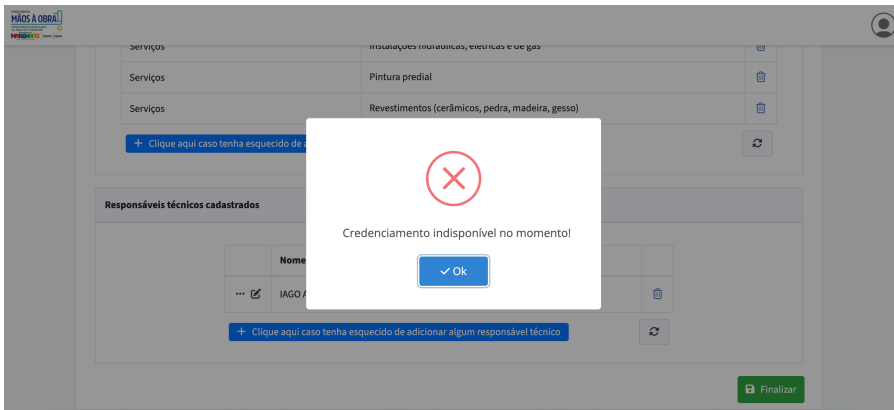 PROGRAMA
MÃOS À OBRA!
Serviços Instalações hidráulicas, elétricas e de gás
Serviços Pintura predial
Serviços Revestimentos (cerâmicos, pedra, madeira, gesso)
+ Clique aqui caso tenha esquecido de
Credenciamento indisponível no momento!
Ok
Responsáveis técnicos cadastrados
Nome
IAGO
+ Clique aqui caso tenha esquecido de adicionar algum responsável técnico
Finalizar